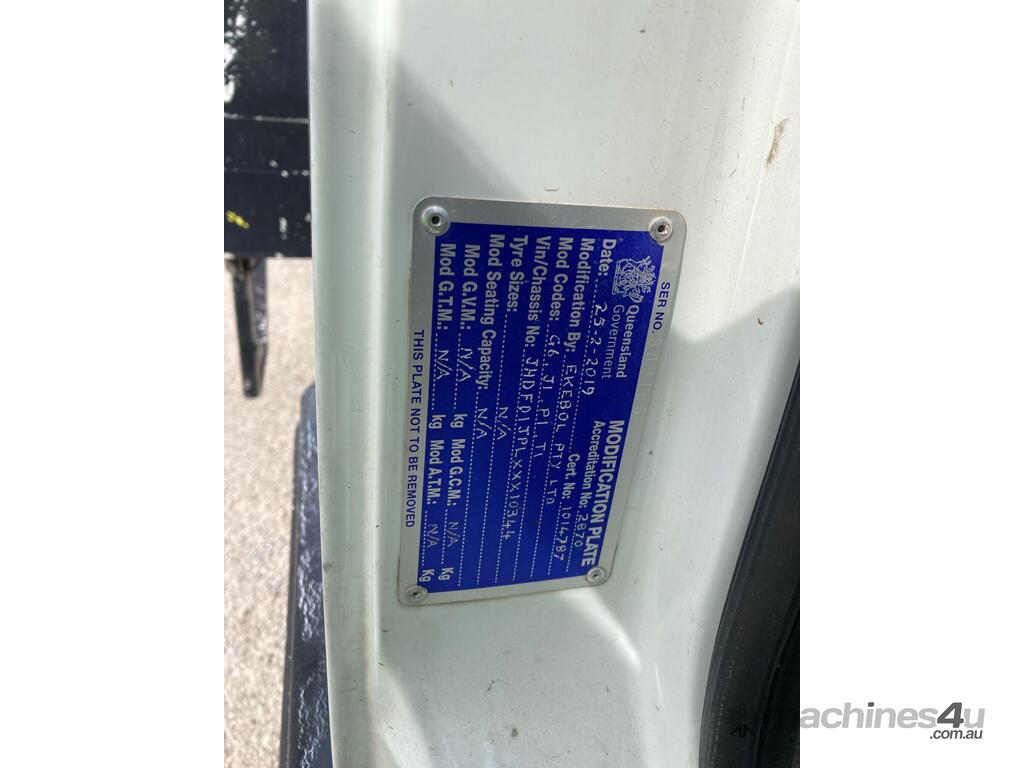 SER NO.
Queensland
Government
MODIFICATION PLATE
Accreditation No: 2870
Date: 25-2-2019
Cert. No: 1014787
Modification By: EKEBOL PTY LTD
Mod Codes: G6 J1 P1 T1
Vin/Chassis No: JHDFD1JPLXXX10344
Tyre Sizes: N/A
Mod Seating Capacity: N/A
Mod G.V.M.: N/A kg Mod G.C.M.: N/A Kg
Mod G.T.M.: N/A kg Mod A.T.M.: N/A Kg
THIS PLATE NOT TO BE REMOVED
machines4u
.com.au